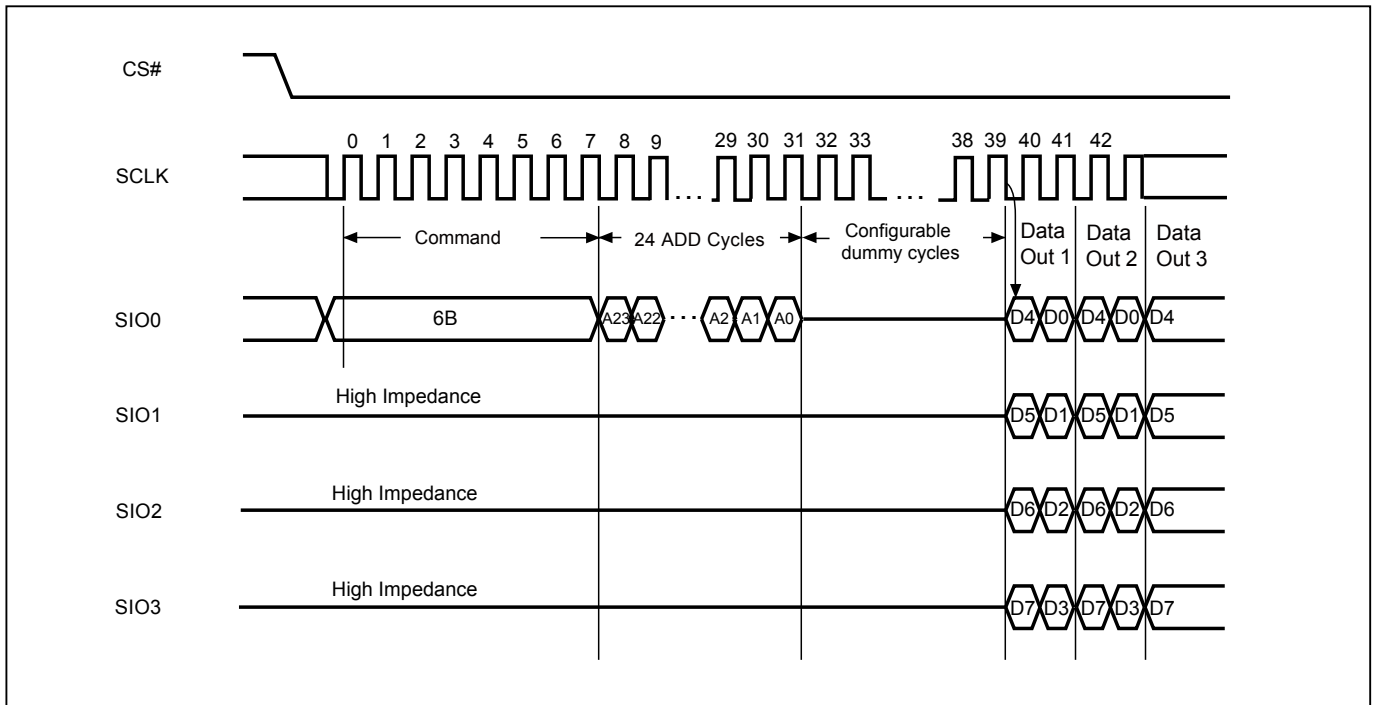 CS#
0 1 2 3 4 5 6 7 8 9 29 30 31 32 33 38 39 40 41 42
SCLK
. . . . . .
Command
24 ADD Cycles
Configurable
dummy cycles
Data
Out 1
Data
Out 2
Data
Out 3
SIO0
6B
A23 A22 · · · A2 A1 A0
D4 D0 D4 D0 D4
High Impedance
SIO1
D5 D1 D5 D1 D5
High Impedance
SIO2
D6 D2 D6 D2 D6
High Impedance
SIO3
D7 D3 D7 D3 D7